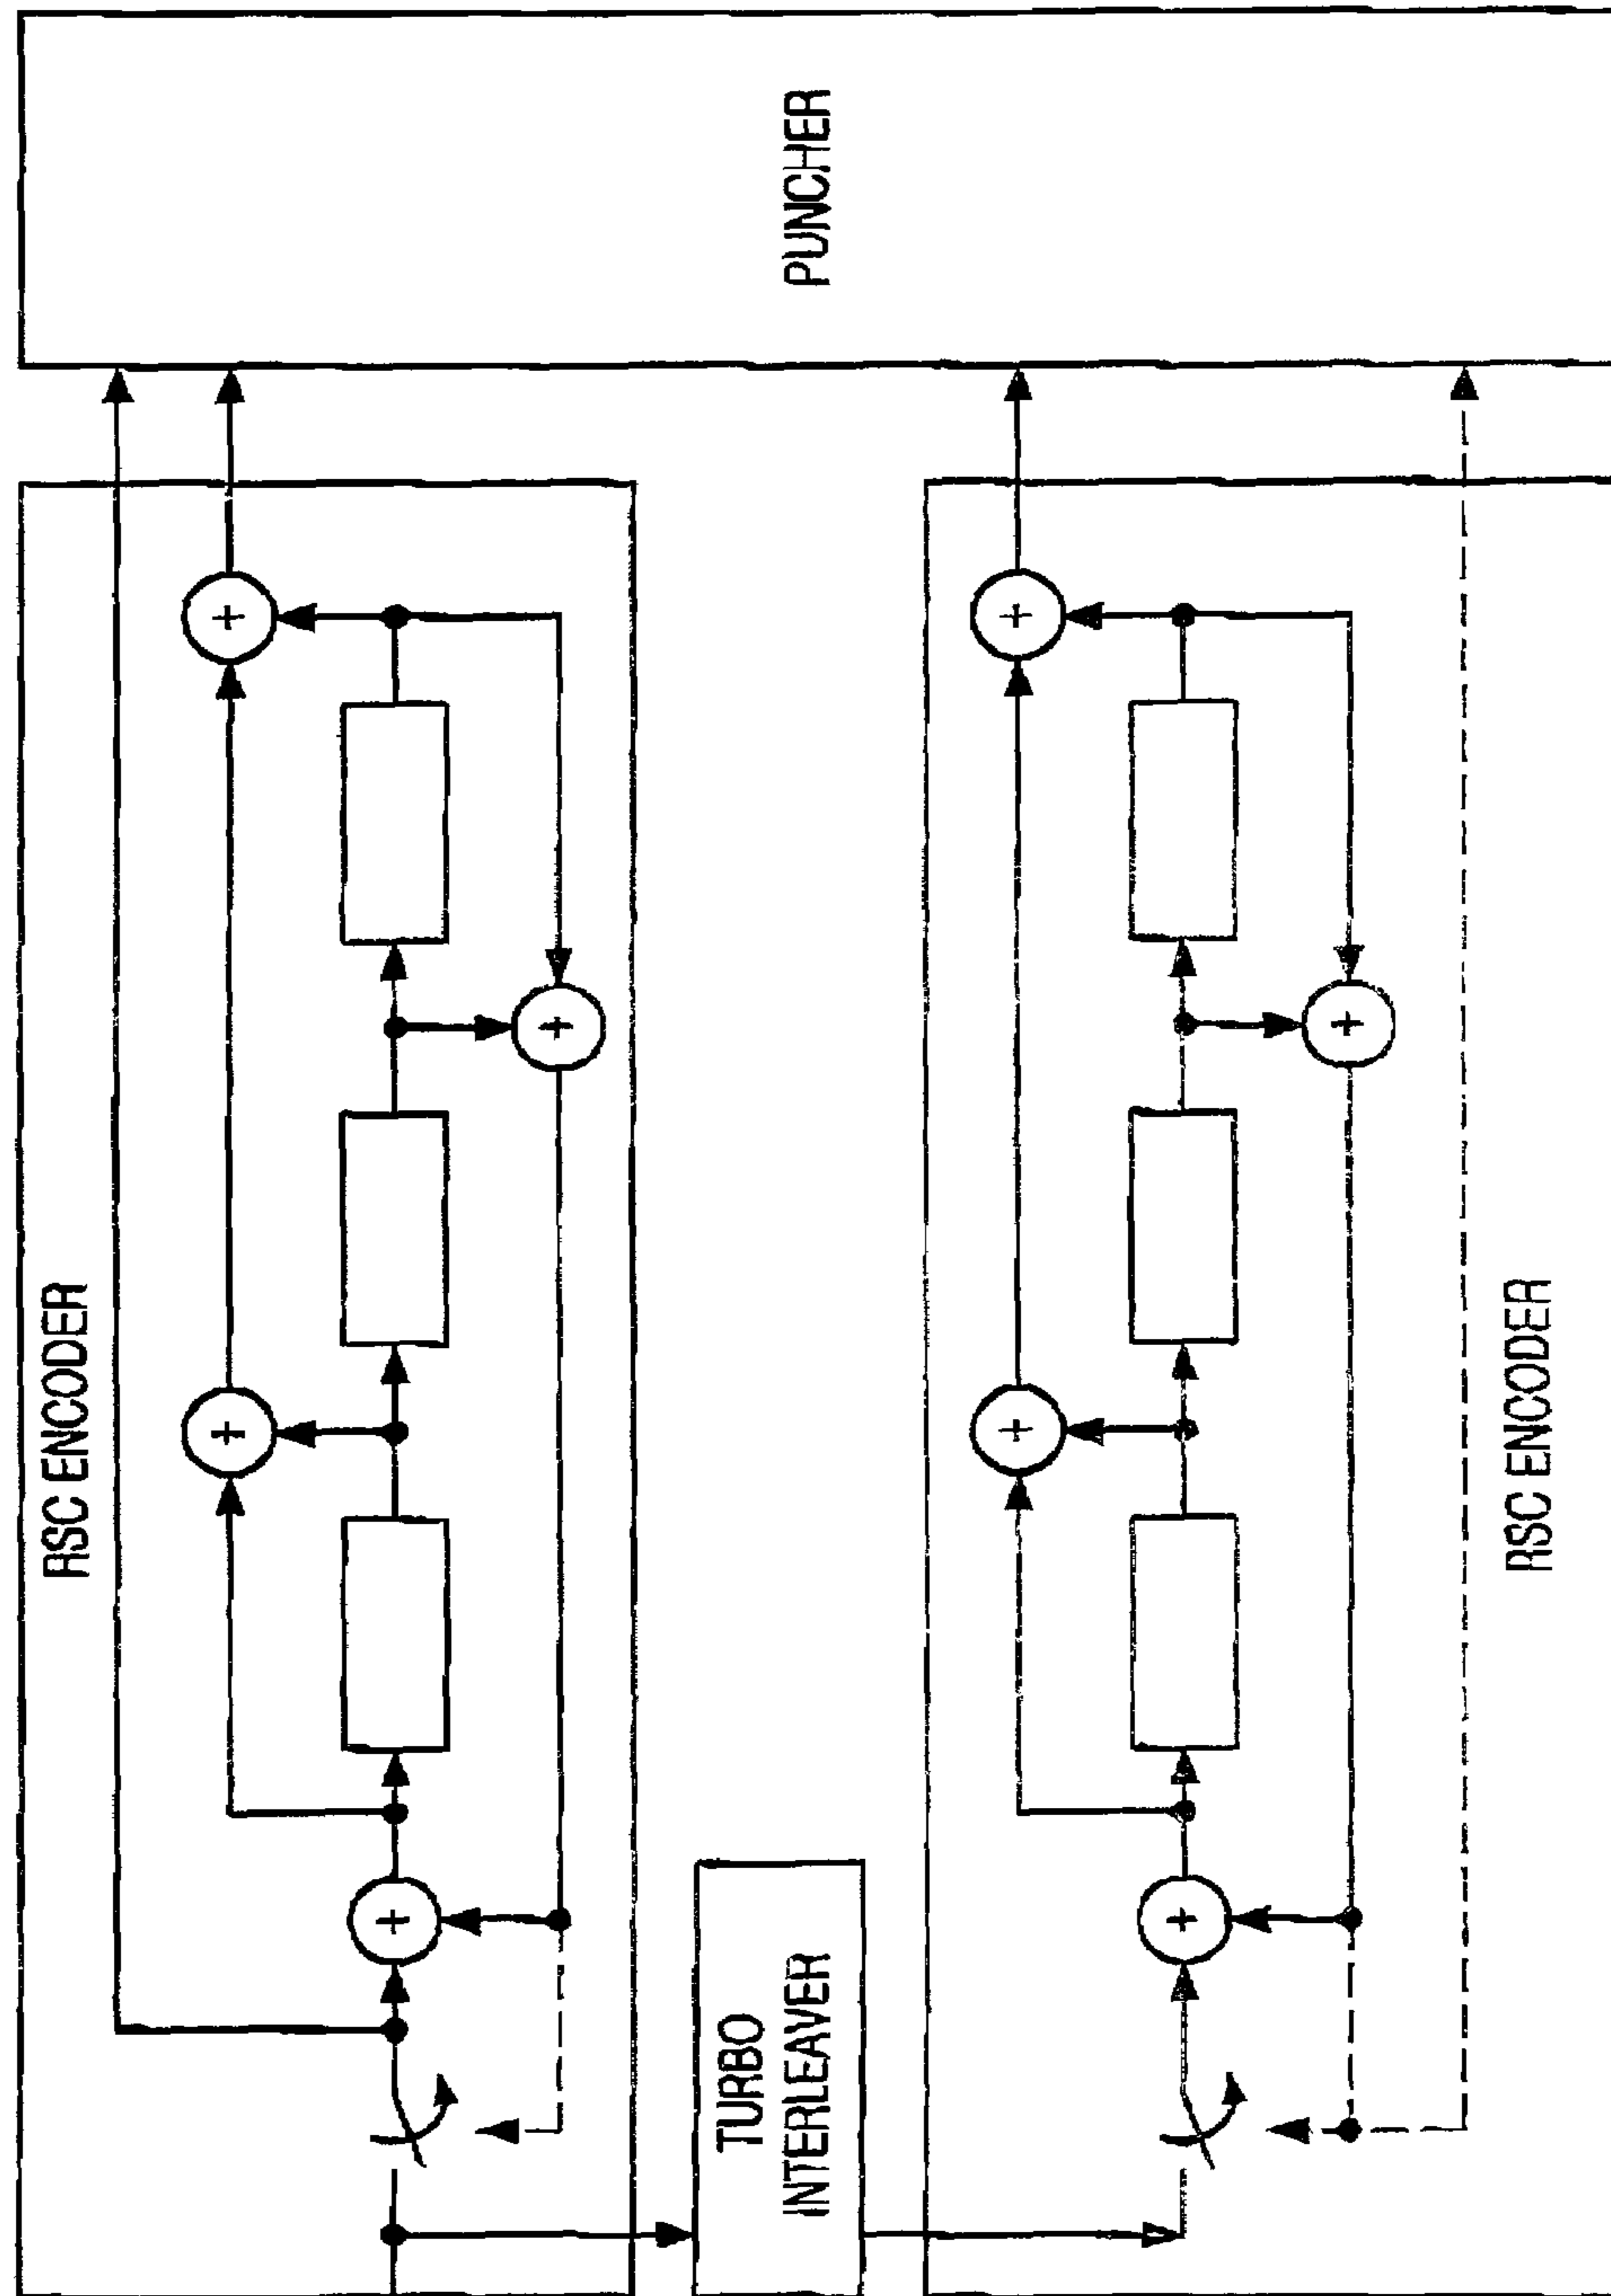 RSC ENCODER
PUNCHER
TURBO
INTERLEAVER
RSC ENCODER